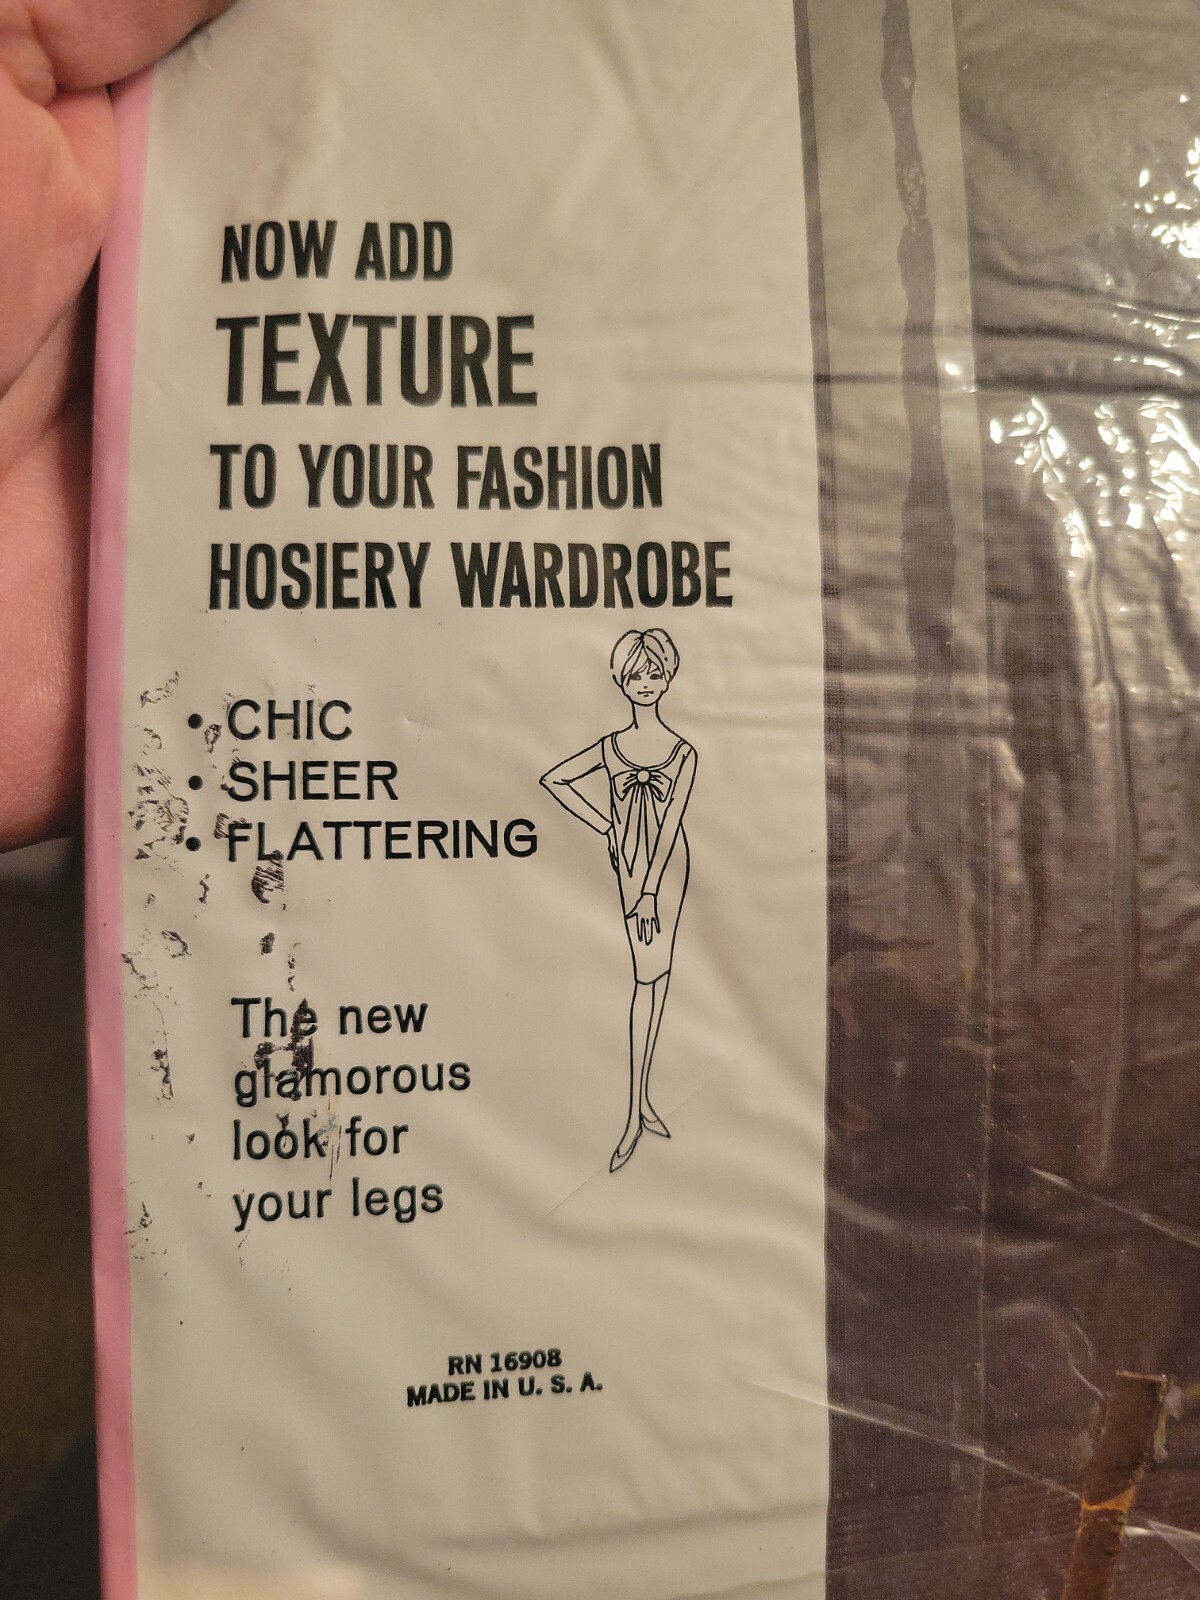 NOW ADD
TEXTURE
TO YOUR FASHION
HOSIERY WARDROBE
• CHIC
• SHEER
• FLATTERING
The new
glamorous
look for
your legs
RN 16908
MADE IN U. S. A.